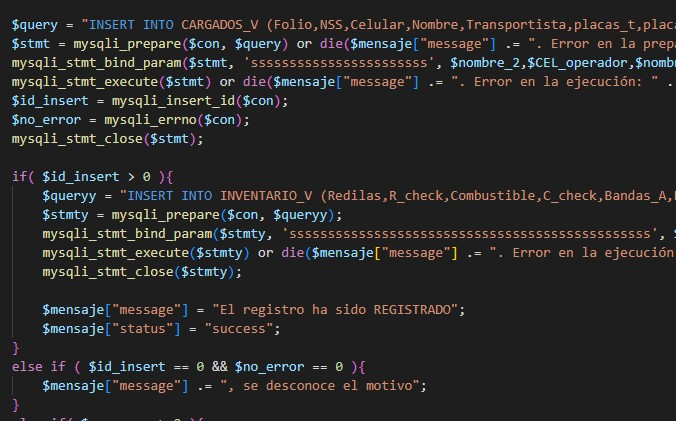 $query = "INSERT INTO CARGADOS_V (Folio,NSS,Celular,Nombre,Transportista,placas_t,placa
$stmt = mysqli_prepare($con, $query) or die($mensaje["message"] .= ". Error en la prepa
mysqli_stmt_bind_param($stmt, 'sssssssssssssssssssssss', $nombre_2,$CEL_operador,$nomb
mysqli_stmt_execute($stmt) or die($mensaje["message"] .= ". Error en la ejecución: " .
$id_insert = mysqli_insert_id($con);
$no_error = mysqli_errno($con);
mysqli_stmt_close($stmt);
if( $id_insert > 0 ){
$queryy = "INSERT INTO INVENTARIO_V (Redilas,R_check,Combustible,C_check,Bandas_A,
$stmty = mysqli_prepare($con, $queryy);
mysqli_stmt_bind_param($stmty, 'sssssssssssssssssssssssssssssssssssssssssssssss', $
mysqli_stmt_execute($stmty) or die($mensaje["message"] .= ". Error en la ejecución
mysqli_stmt_close($stmty);
$mensaje["message"] = "El registro ha sido REGISTRADO";
$mensaje["status"] = "success";
}
else if ( $id_insert == 0 && $no_error == 0 ){
$mensaje["message"] .= ", se desconoce el motivo";
}